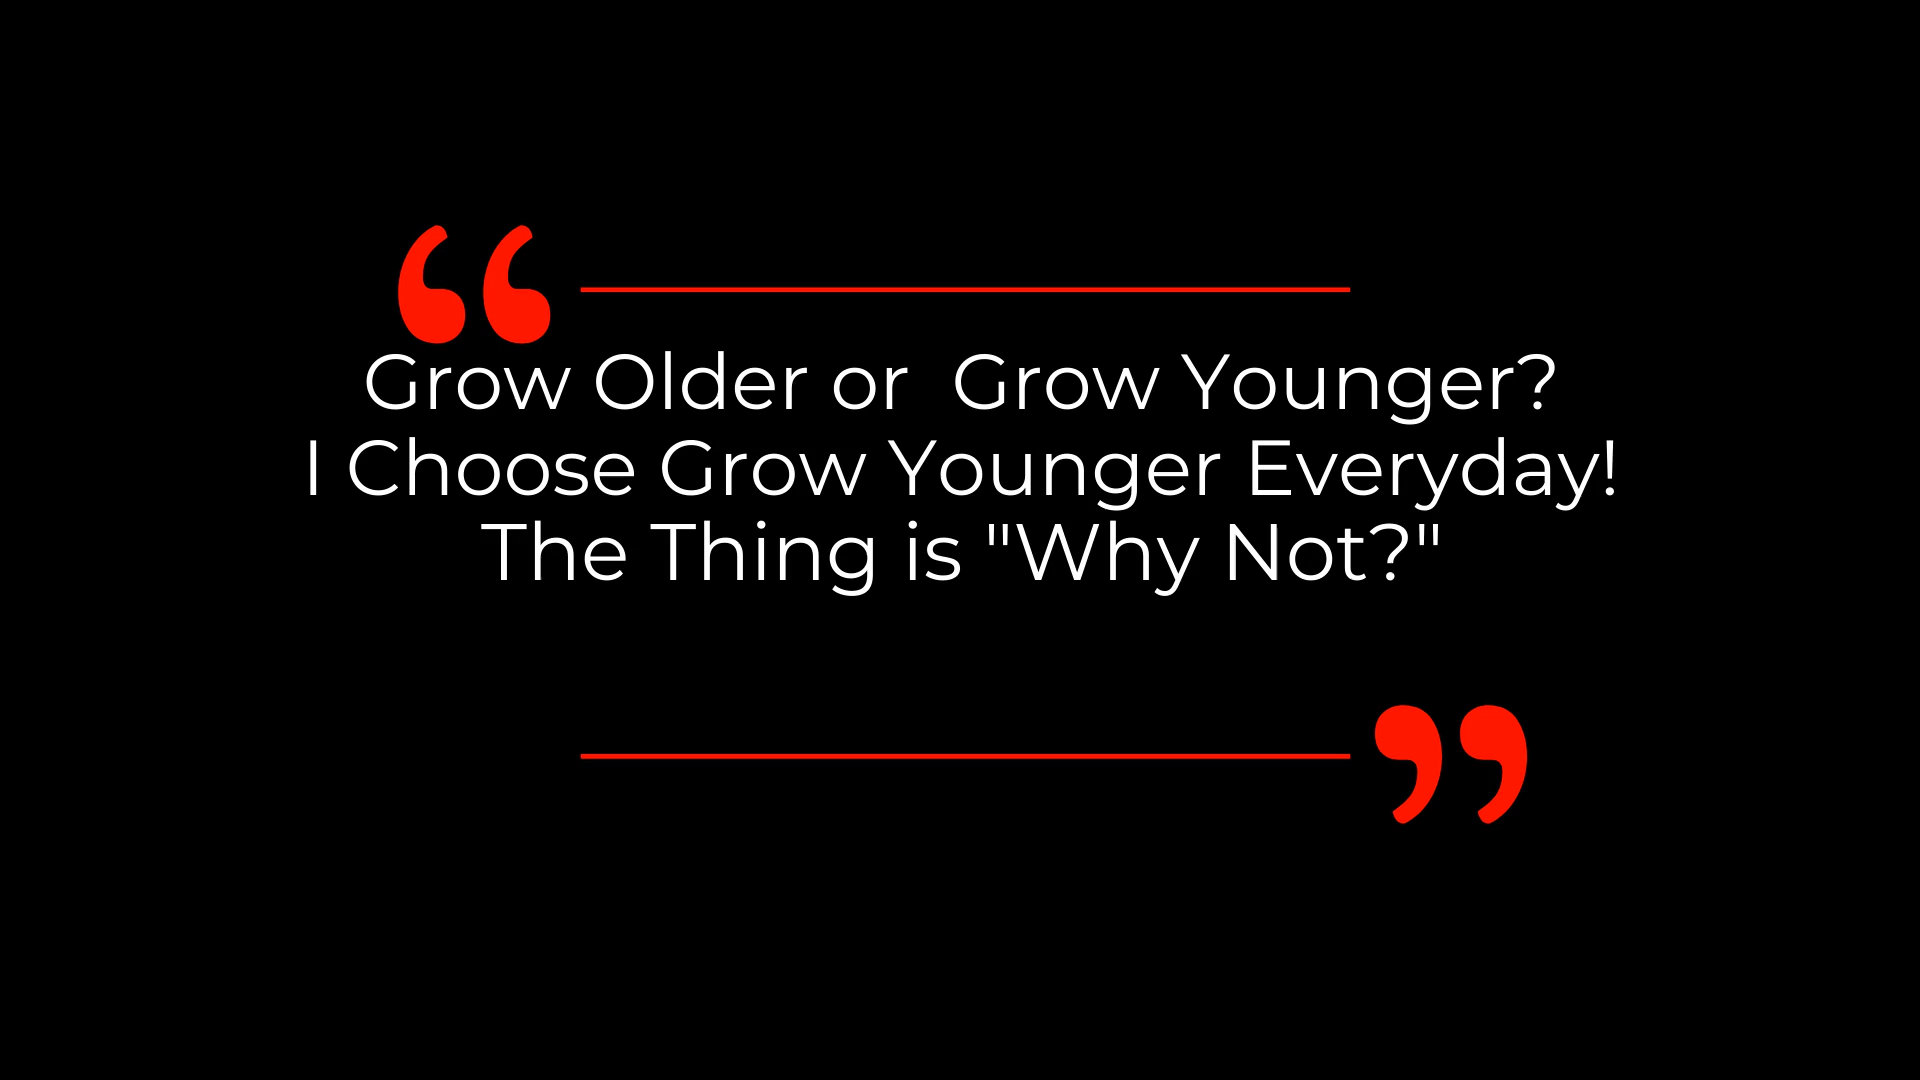 Grow Older or  Grow Younger?
I Choose Grow Younger Everyday!
The Thing is "Why Not?"